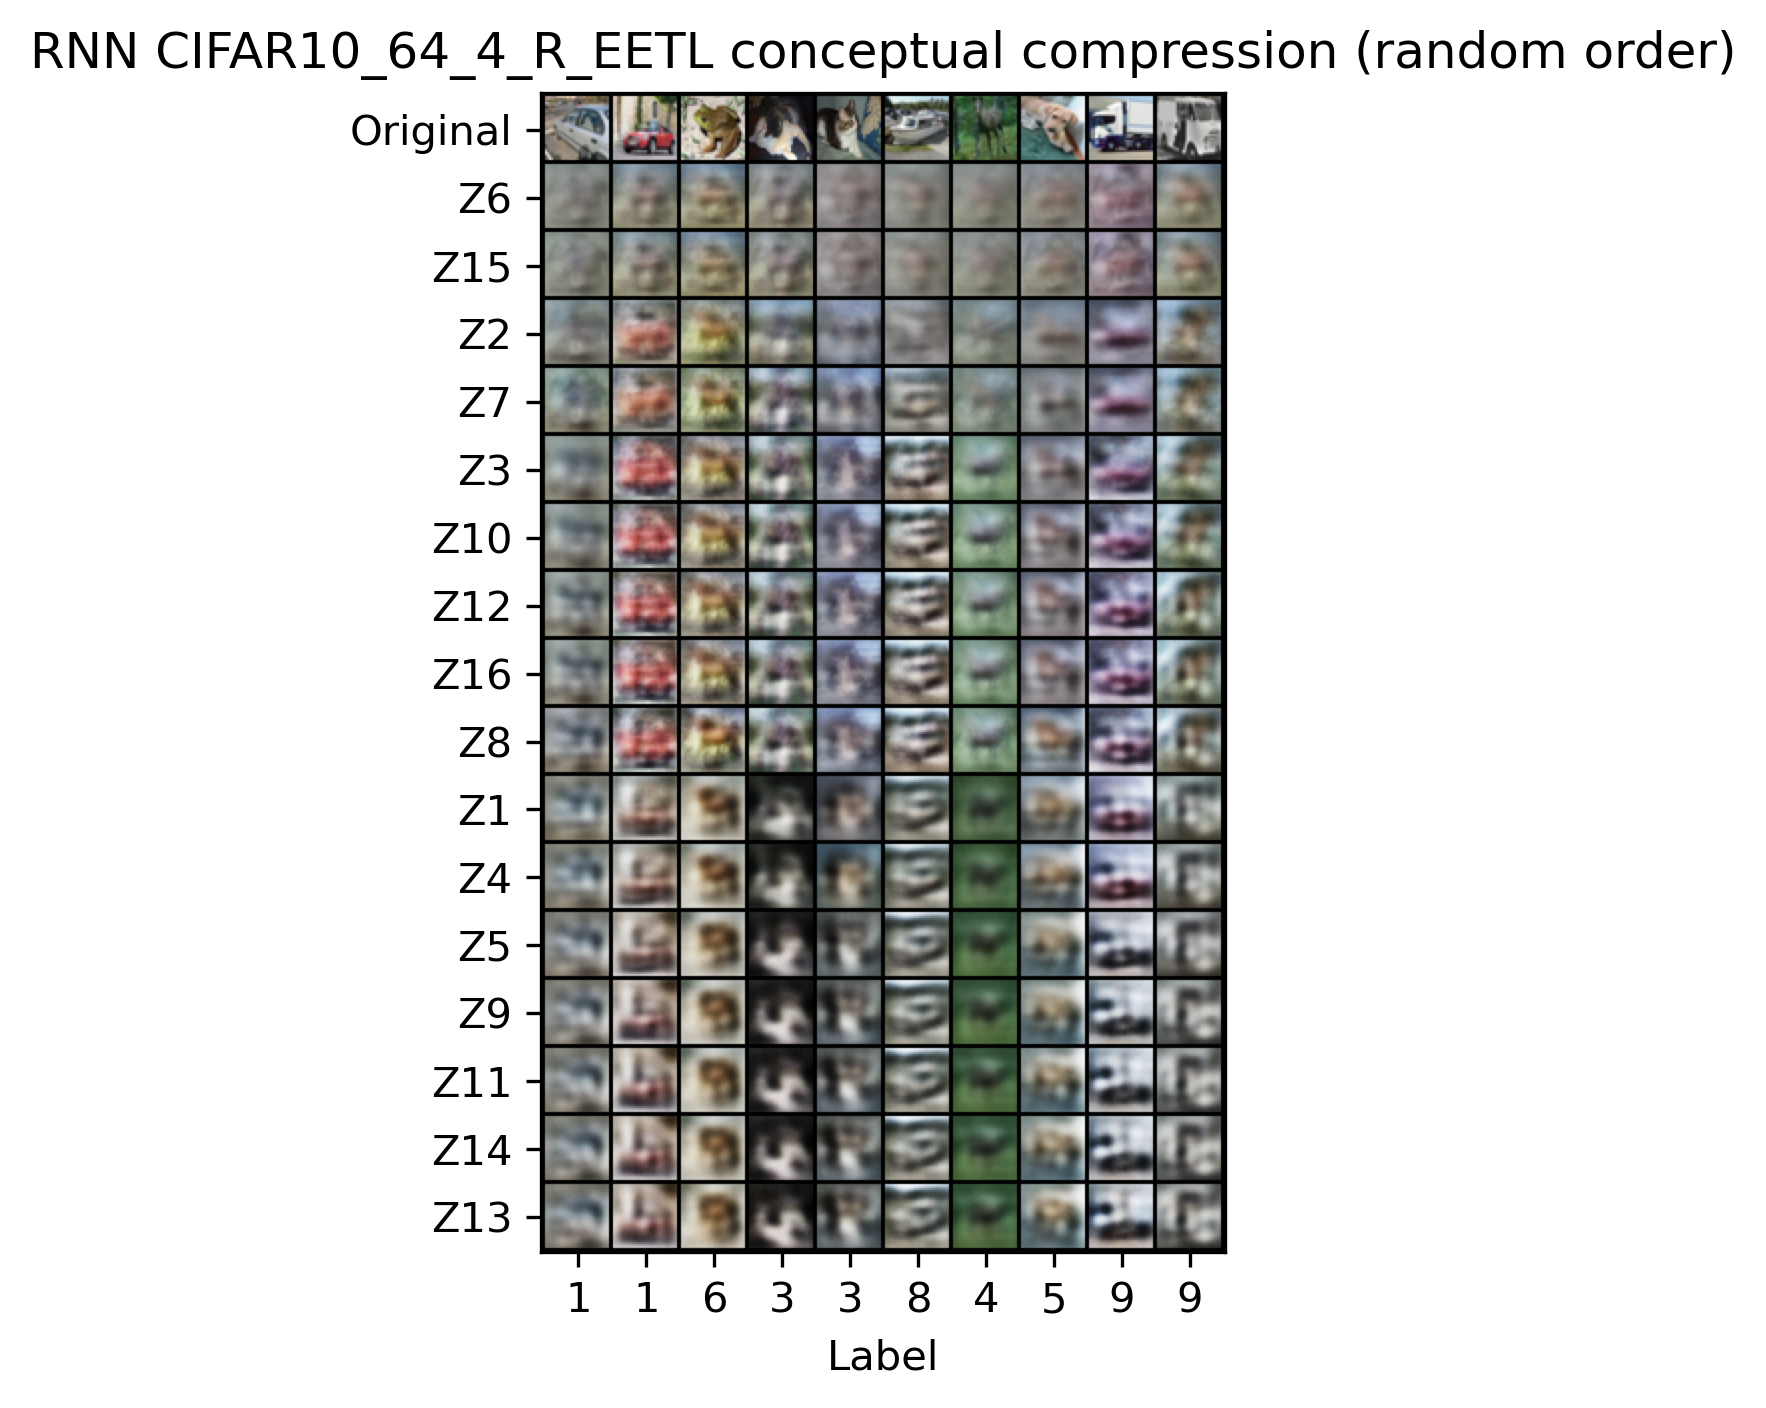 RNN CIFAR10_64_4_R_EETL conceptual compression (random order)
Original
Z6
Z15
Z2
Z7
Z3
Z10
Z12
Z16
Z8
Z1
Z4
Z5
Z9
Z11
Z14
Z13
1 1 6 3 3 8 4 5 9 9
Label